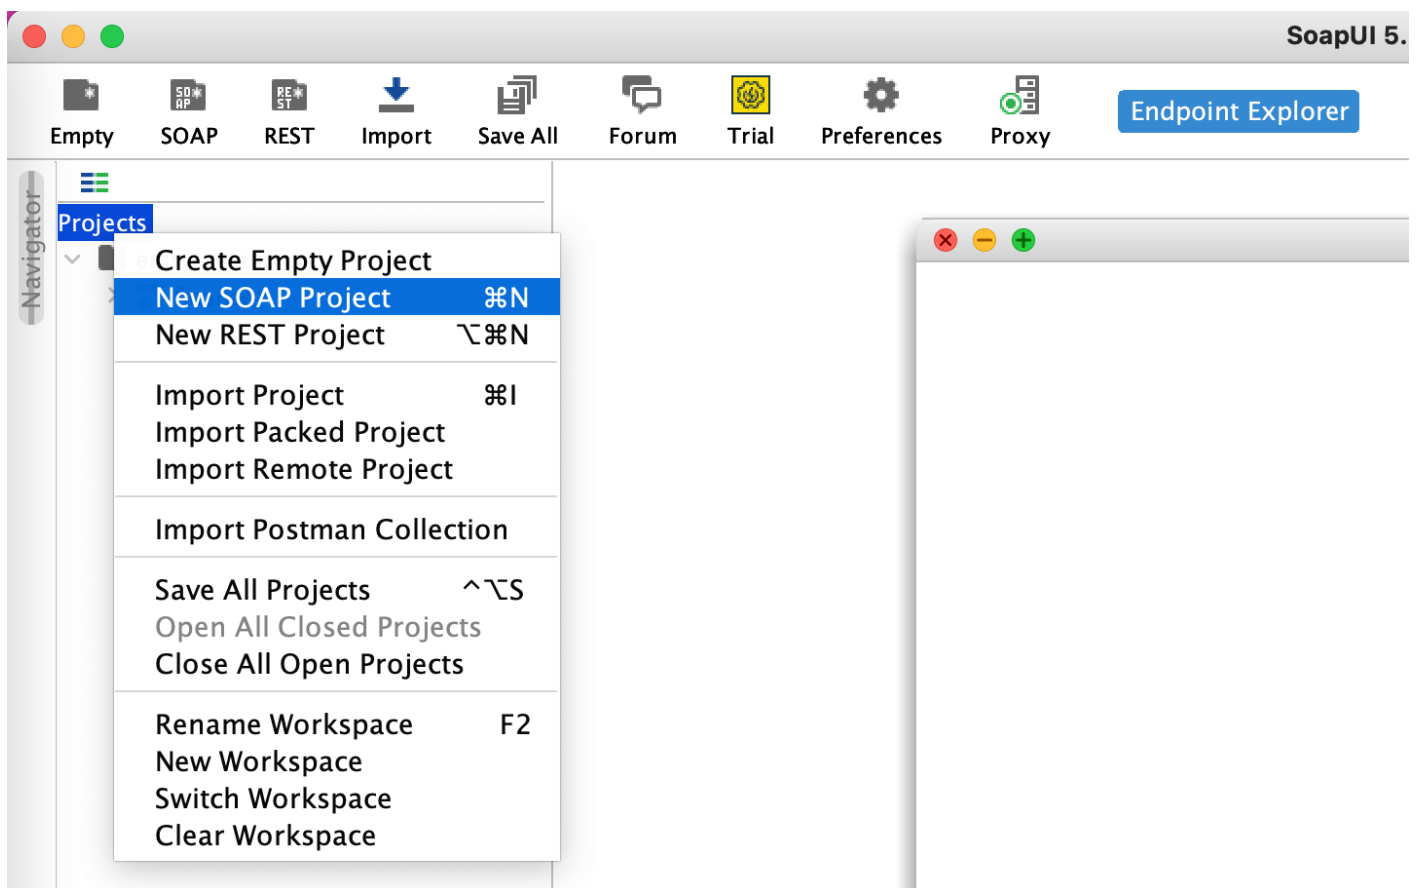 SoapUI 5.
Empty SOAP REST Import Save All Forum Trial Preferences Proxy Endpoint Explorer
Navigator
Projects
Create Empty Project
New SOAP Project ⌘N
New REST Project ⌥⌘N
Import Project ⌘I
Import Packed Project
Import Remote Project
Import Postman Collection
Save All Projects ^⌥S
Open All Closed Projects
Close All Open Projects
Rename Workspace F2
New Workspace
Switch Workspace
Clear Workspace